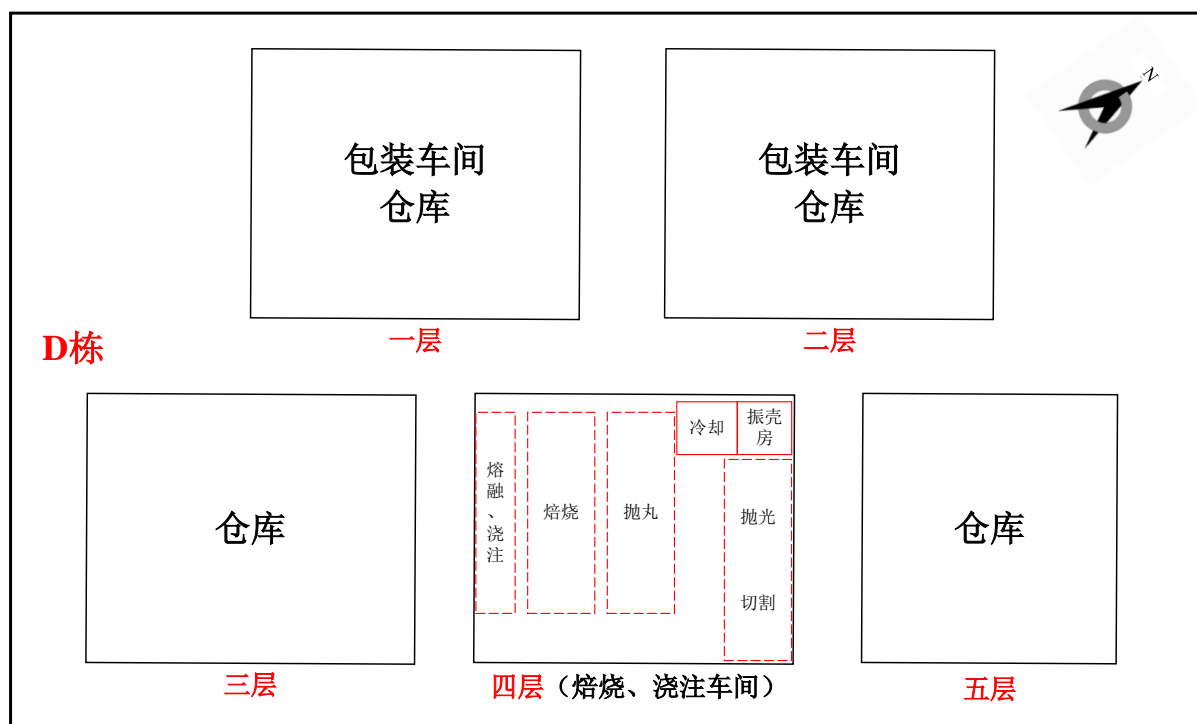 N
包装车间
仓库
包装车间
仓库
一层
二层
D栋
仓库
熔融、浇注
焙烧
抛丸
冷却
振壳
房
抛光
切割
仓库
三层
四层（焙烧、浇注车间）
五层